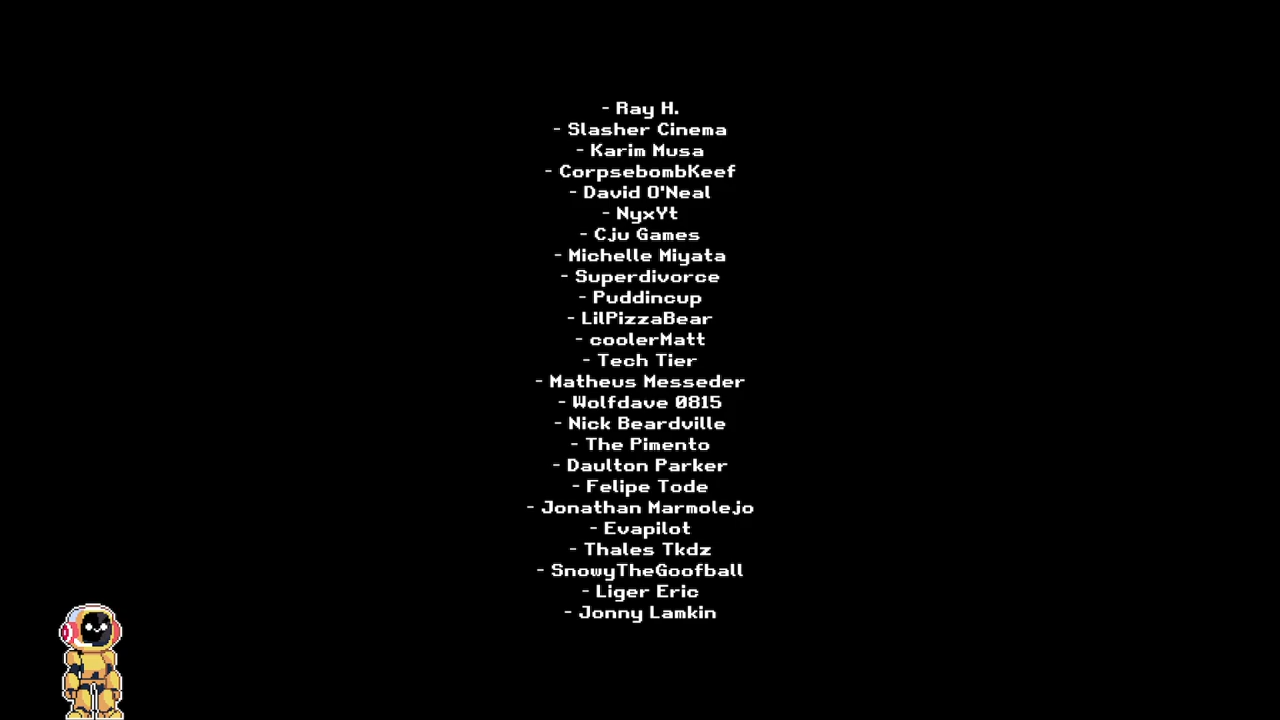 - Ray H.
- Slasher Cinema
- Karim Musa
- CorpsebombKeef
- David O'Neal
- NyxYt
- Cju Games
- Michelle Miyata
- Superdivorce
- Puddincup
- LilPizzaBear
- coolerMatt
- Tech Tier
- Matheus Messeder
- Wolfdave 0815
- Nick Beardville
- The Pimento
- Daulton Parker
- Felipe Tode
- Jonathan Marmolejo
- Evapilot
- Thales Tkdz
- SnowyTheGoofball
- Liger Eric
- Jonny Lamkin